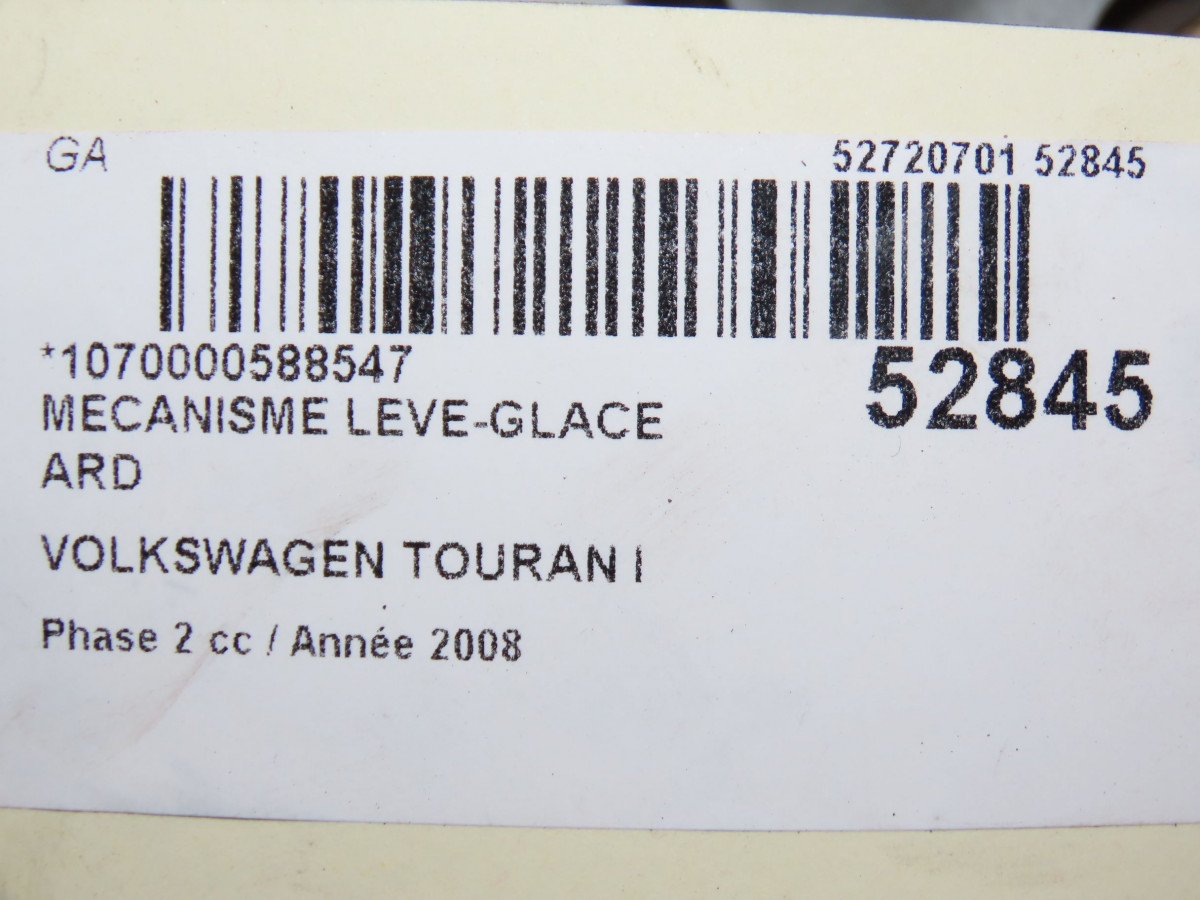 GA
52720701 52845
*1070000588547
52845
MECANISME LEVE-GLACE
ARD
VOLKSWAGEN TOURAN I
Phase 2 cc / Année 2008